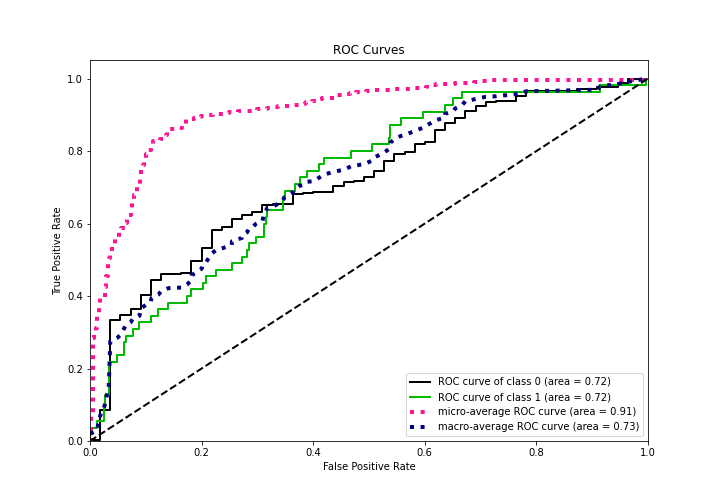 ROC Curves
True Positive Rate
1.0
0.8
0.6
0.4
0.2
0.0
0.0 0.2 0.4 0.6 0.8 1.0
False Positive Rate
ROC curve of class 0 (area = 0.72)
ROC curve of class 1 (area = 0.72)
micro-average ROC curve (area = 0.91)
macro-average ROC curve (area = 0.73)